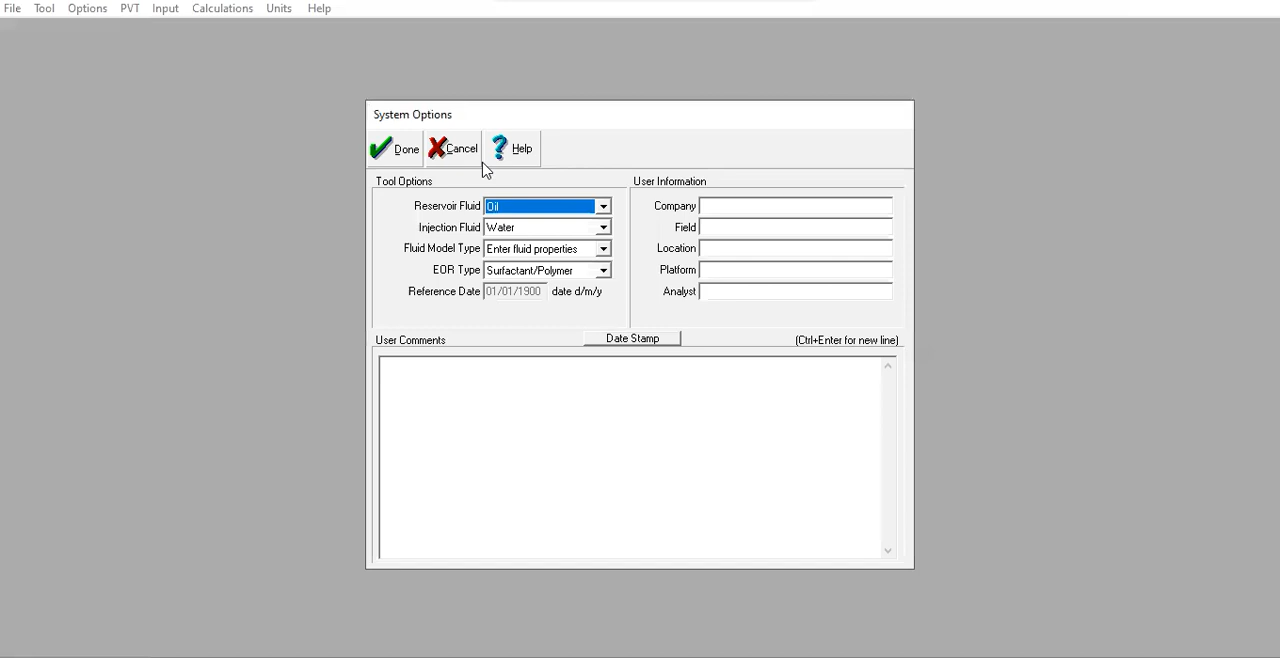 File Tool Options PVT Input Calculations Units Help
System Options
Done Cancel Help
Tool Options
Reservoir Fluid Oil
Injection Fluid Water
Fluid Model Type Enter fluid properties
EOR Type Surfactant/Polymer
Reference Date 01/01/1900 date d/m/y
User Information
Company
Field
Location
Platform
Analyst
User Comments Date Stamp (Ctrl+Enter for new line)